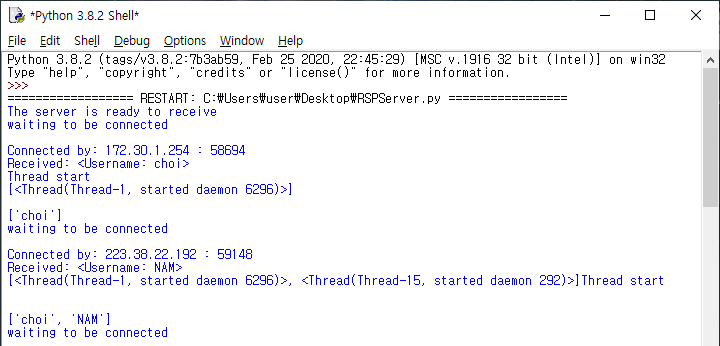 *Python 3.8.2 Shell*
File Edit Shell Debug Options Window Help
Python 3.8.2 (tags/v3.8.2:7b3ab59, Feb 25 2020, 22:45:29) [MSC v.1916 32 bit (Intel)] on win32
Type "help", "copyright", "credits" or "license()" for more information.
>>>
================== RESTART: C:₩Users₩user₩Desktop₩RSPServer.py =================
The server is ready to receive
waiting to be connected
Connected by: 172.30.1.254 : 58694
Received: <Username: choi>
Thread start
[<Thread(Thread-1, started daemon 6296)>]
['choi']
waiting to be connected
Connected by: 223.38.22.192 : 59148
Received: <Username: NAM>
[<Thread(Thread-1, started daemon 6296)>, <Thread(Thread-15, started daemon 292)>]Thread start
['choi', 'NAM']
waiting to be connected